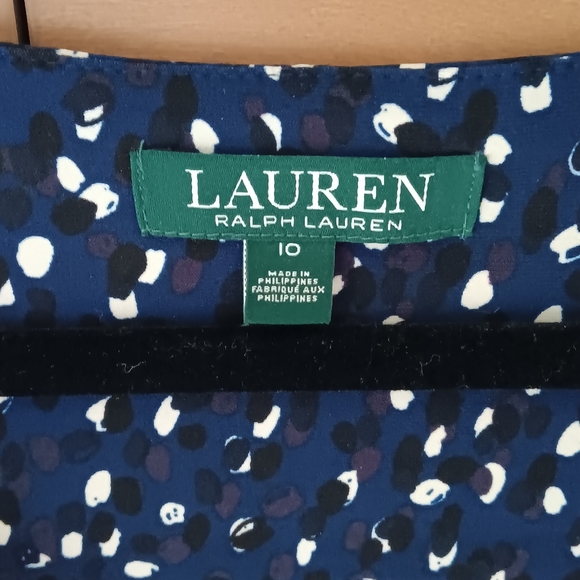 LAUREN
RALPH LAUREN
10
MADE IN
PHILIPPINES
FABRIQUÉ AUX
PHILIPPINES